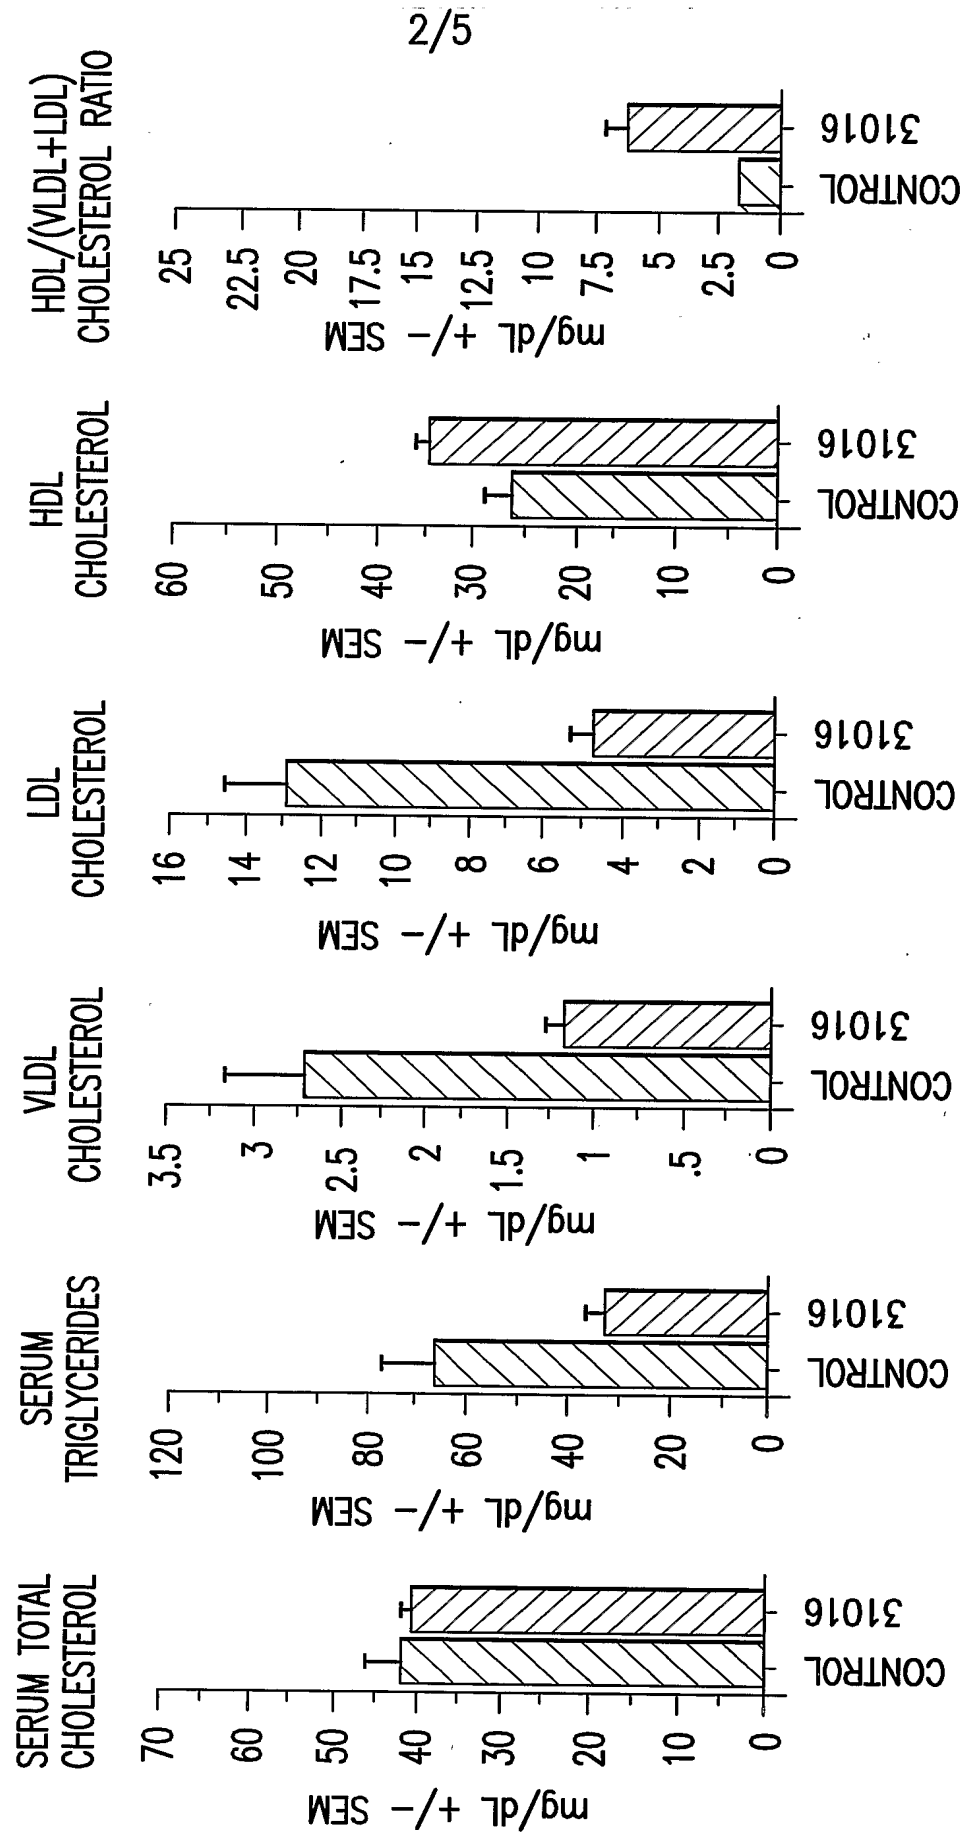 2/5
SERUM TOTAL
CHOLESTEROL
mg/dL +/- SEM
70
60
50
40
30
20
10
0
CONTROL
31016
SERUM
TRIGLYCERIDES
mg/dL +/- SEM
120
100
80
60
40
20
0
CONTROL
31016
VLDL
CHOLESTEROL
mg/dL +/- SEM
3.5
3
2.5
2
1.5
1
.5
0
CONTROL
31016
LDL
CHOLESTEROL
mg/dL +/- SEM
16
14
12
10
8
6
4
2
0
CONTROL
31016
HDL
CHOLESTEROL
mg/dL +/- SEM
60
50
40
30
20
10
0
CONTROL
31016
HDL/(VLDL+LDL)
CHOLESTEROL RATIO
mg/dL +/- SEM
25
22.5
20
17.5
15
12.5
10
7.5
5
2.5
0
CONTROL
31016